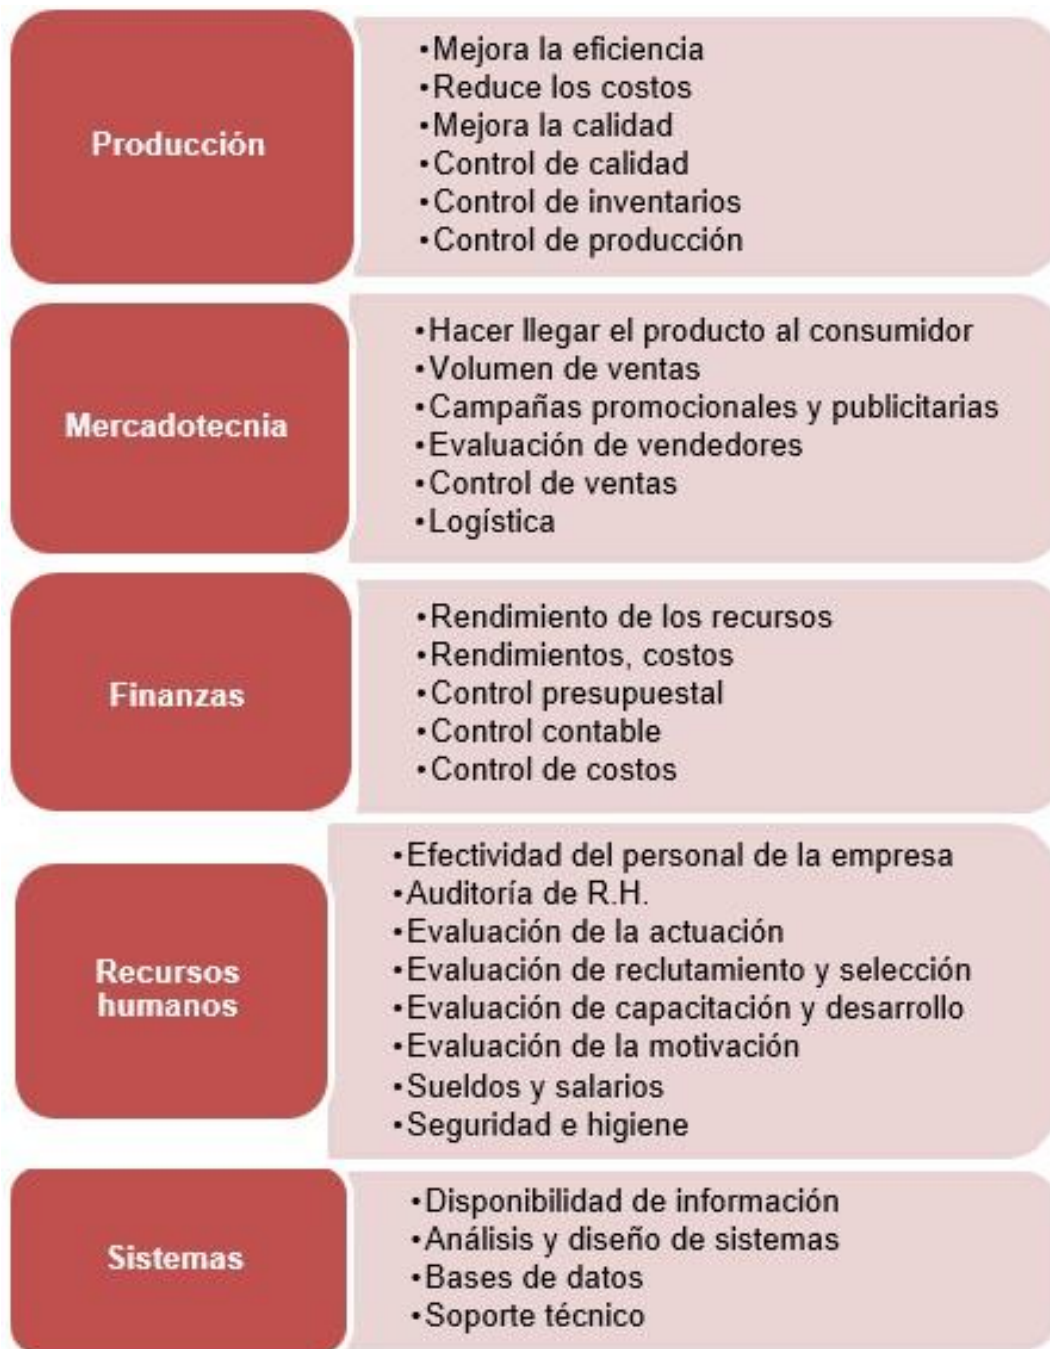 Producción
•Mejora la eficiencia
•Reduce los costos
•Mejora la calidad
•Control de calidad
•Control de inventarios
•Control de producción
Mercadotecnia
•Hacer llegar el producto al consumidor
•Volumen de ventas
•Campañas promocionales y publicitarias
•Evaluación de vendedores
•Control de ventas
•Logística
Finanzas
•Rendimiento de los recursos
•Rendimientos, costos
•Control presupuestal
•Control contable
•Control de costos
Recursos
humanos
•Efectividad del personal de la empresa
•Auditoría de R.H.
•Evaluación de la actuación
•Evaluación de reclutamiento y selección
•Evaluación de capacitación y desarrollo
•Evaluación de la motivación
•Sueldos y salarios
•Seguridad e higiene
Sistemas
•Disponibilidad de información
•Análisis y diseño de sistemas
•Bases de datos
•Soporte técnico